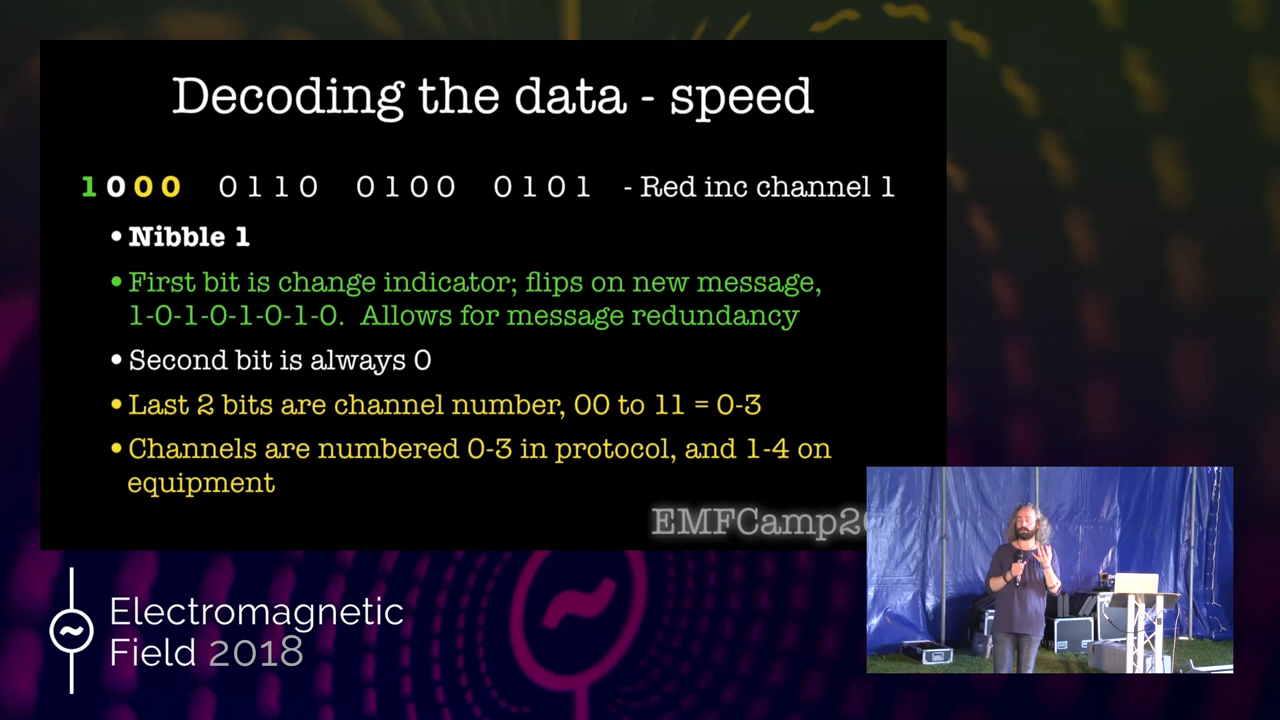 Decoding the data - speed
1000 0110 0100 0101 - Red inc channel 1
• Nibble 1
• First bit is change indicator; flips on new message,
1-0-1-0-1-0-1-0. Allows for message redundancy
• Second bit is always 0
• Last 2 bits are channel number, 00 to 11 = 0-3
• Channels are numbered 0-3 in protocol, and 1-4 on
equipment
EMFCamp20
Electromagnetic
Field 2018